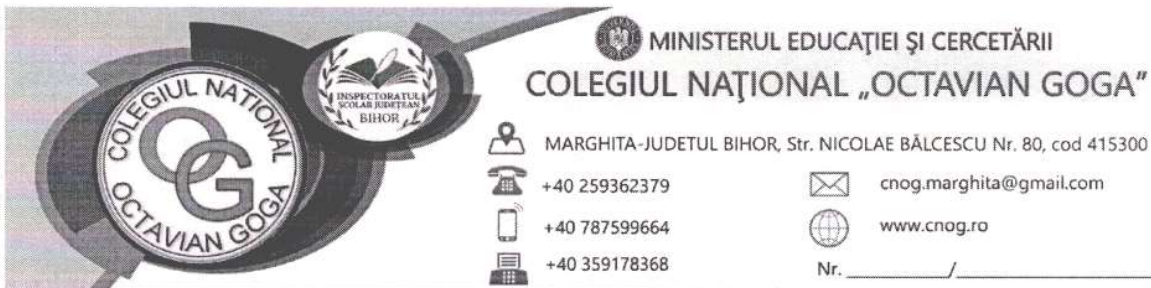 COLEGIUL NAȚIONAL
OCTAVIAN GOGA
OG
INSPECTORATUL
ȘCOLAR JUDEȚEAN
BIHOR
MINISTERUL EDUCAȚIEI ȘI CERCETĂRII
COLEGIUL NAȚIONAL „OCTAVIAN GOGA”
MARGHITA-JUDETUL BIHOR, Str. NICOLAE BĂLCESCU Nr. 80, cod 415300
+40 259362379
cnog.marghita@gmail.com
+40 787599664
www.cnog.ro
+40 359178368
Nr. ________/__________________